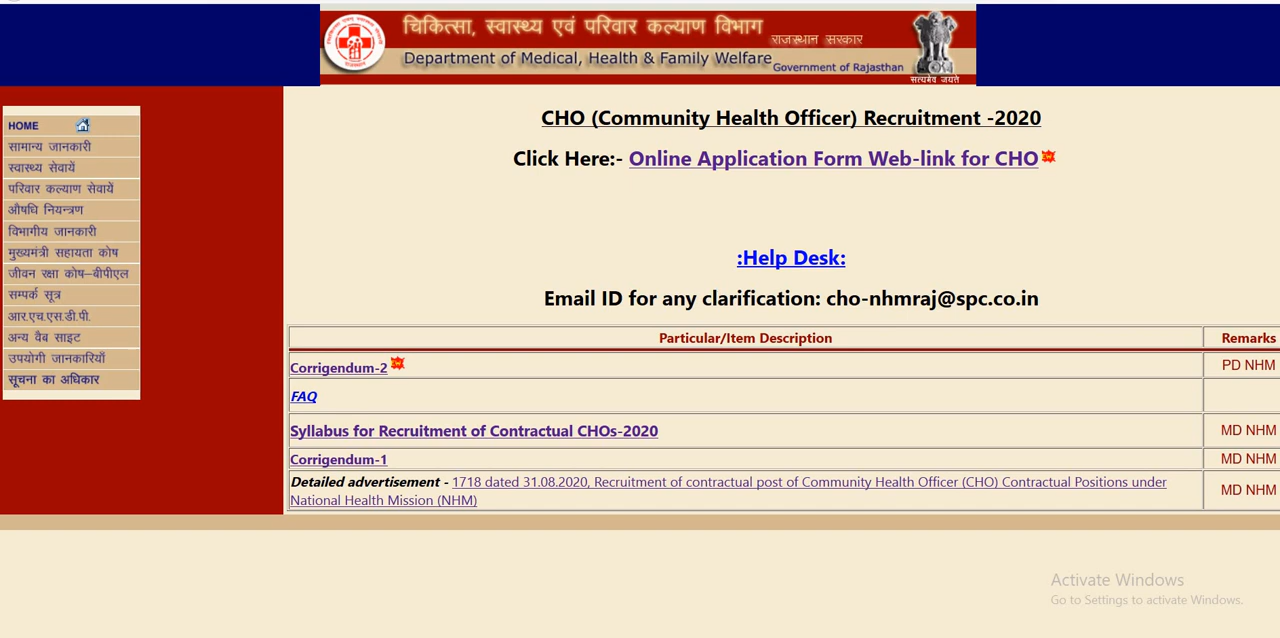 चिकित्सा, स्वास्थ्य एवं परिवार कल्याण विभाग
राजस्थान सरकार
Department of Medical, Health & Family Welfare
Government of Rajasthan
सत्यमेव जयते
HOME
सामान्य जानकारी
स्वास्थ्य सेवायें
परिवार कल्याण सेवायें
औषधि नियन्त्रण
विभागीय जानकारी
मुख्यमंत्री सहायता कोष
जीवन रक्षा कोष–बीपीएल
सम्पर्क सूत्र
आर.एच.एस.डी.पी.
अन्य वैब साइट
उपयोगी जानकारियाँ
सूचना का अधिकार
CHO (Community Health Officer) Recruitment -2020
Click Here:- Online Application Form Web-link for CHO
:Help Desk:
Email ID for any clarification: cho-nhmraj@spc.co.in
Particular/Item Description Remarks
Corrigendum-2 PD NHM
FAQ
Syllabus for Recruitment of Contractual CHOs-2020 MD NHM
Corrigendum-1 MD NHM
Detailed advertisement - 1718 dated 31.08.2020, Recruitment of contractual post of Community Health Officer (CHO) Contractual Positions under
National Health Mission (NHM) MD NHM
Activate Windows
Go to Settings to activate Windows.